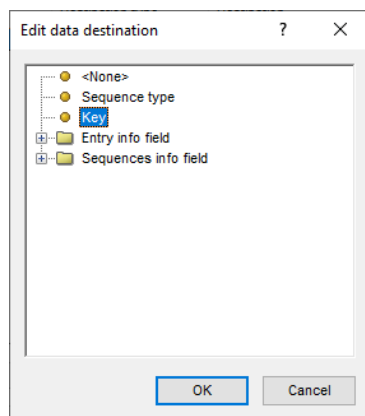 Edit data destination ?
<None>
Sequence type
Key
Entry info field
Sequences info field
OK Cancel